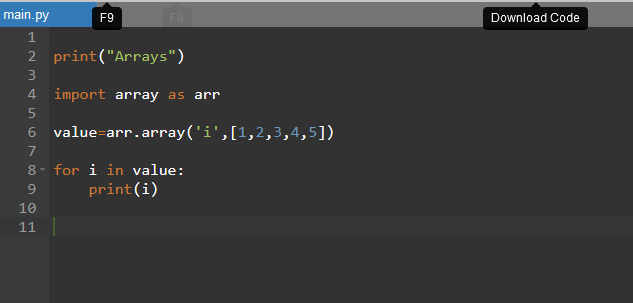 main.py
F9
F8
Download Code
1
2 print("Arrays")
3
4 import array as arr
5
6 value=arr.array('i',[1,2,3,4,5])
7
8 for i in value:
9     print(i)
10
11